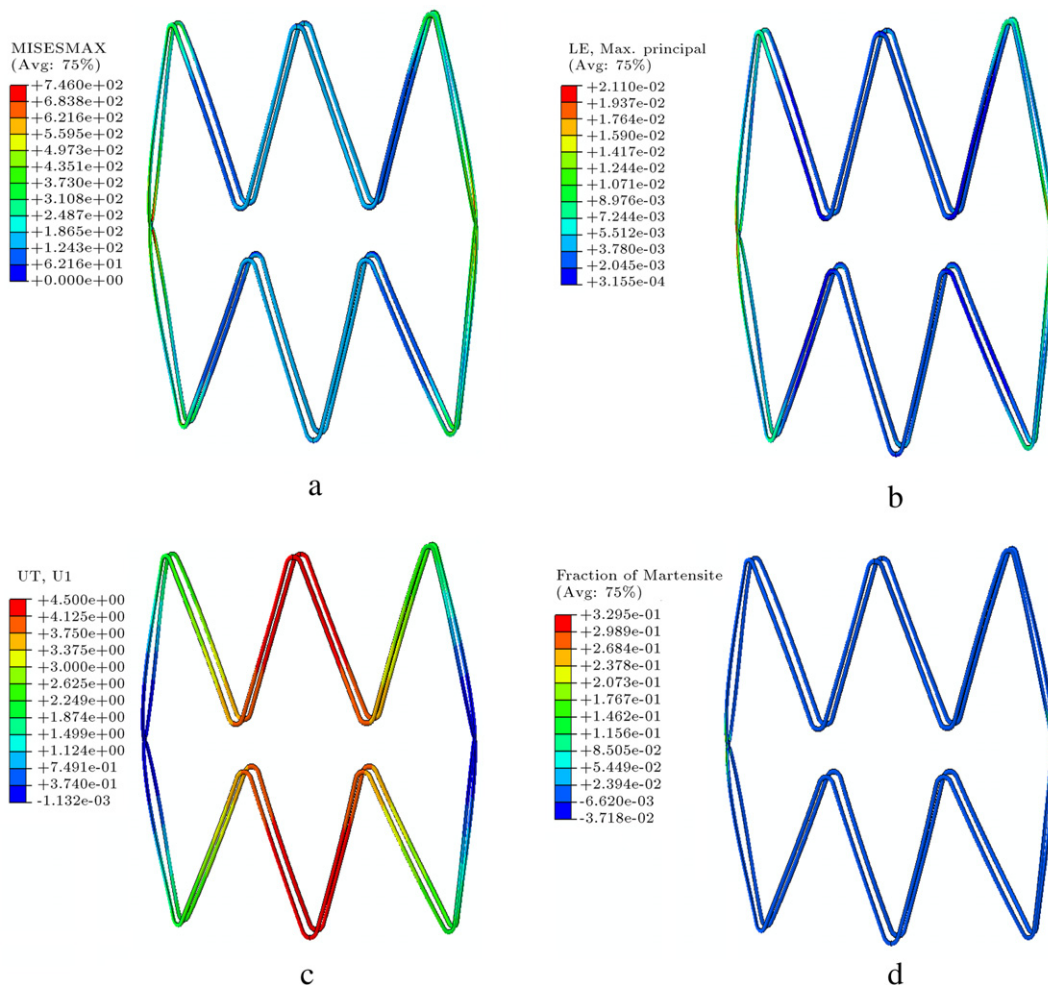 MISESMAX
(Avg: 75%)
+7.460e+02
+6.838e+02
+6.216e+02
+5.595e+02
+4.973e+02
+4.351e+02
+3.730e+02
+3.108e+02
+2.487e+02
+1.865e+02
+1.243e+02
+6.216e+01
+0.000e+00
a
LE, Max. principal
(Avg: 75%)
+2.110e-02
+1.937e-02
+1.764e-02
+1.590e-02
+1.417e-02
+1.244e-02
+1.071e-02
+8.976e-03
+7.244e-03
+5.512e-03
+3.780e-03
+2.045e-03
+3.155e-04
b
UT, U1
+4.500e+00
+4.125e+00
+3.750e+00
+3.375e+00
+3.000e+00
+2.625e+00
+2.249e+00
+1.874e+00
+1.499e+00
+1.124e+00
+7.491e-01
+3.740e-01
-1.132e-03
c
Fraction of Martensite
(Avg: 75%)
+3.295e-01
+2.989e-01
+2.684e-01
+2.378e-01
+2.073e-01
+1.767e-01
+1.462e-01
+1.156e-01
+8.505e-02
+5.449e-02
+2.394e-02
-6.620e-03
-3.718e-02
d